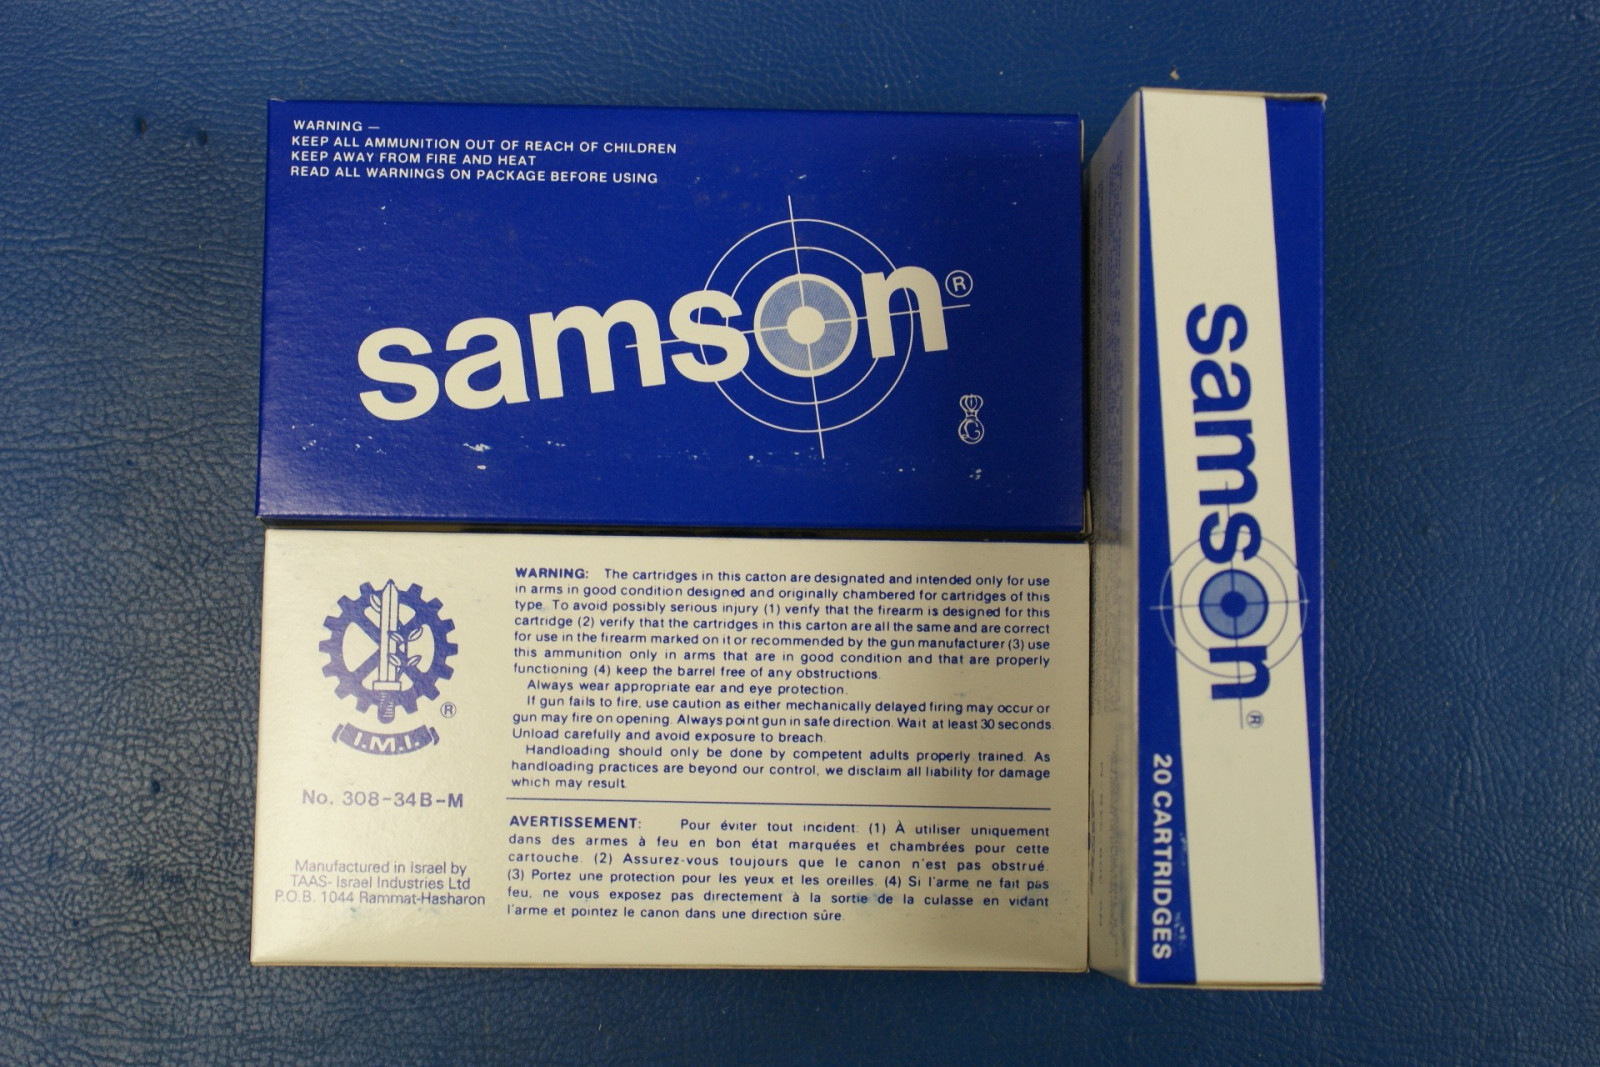 WARNING —
KEEP ALL AMMUNITION OUT OF REACH OF CHILDREN
KEEP AWAY FROM FIRE AND HEAT
READ ALL WARNINGS ON PACKAGE BEFORE USING
samson®
G
I.M.I.
®
No. 308-34B-M
Manufactured in Israel by
TAAS- Israel Industries Ltd
P.O.B. 1044 Rammat-Hasharon
WARNING: The cartridges in this carton are designated and intended only for use
in arms in good condition designed and originally chambered for cartridges of this
type. To avoid possibly serious injury (1) verify that the firearm is designed for this
cartridge (2) verify that the cartridges in this carton are all the same and are correct
for use in the firearm marked on it or recommended by the gun manufacturer (3) use
this ammunition only in arms that are in good condition and that are properly
functioning (4) keep the barrel free of any obstructions.
Always wear appropriate ear and eye protection.
If gun fails to fire, use caution as either mechanically delayed firing may occur or
gun may fire on opening. Always point gun in safe direction. Wait at least 30 seconds.
Unload carefully and avoid exposure to breach.
Handloading should only be done by competent adults properly trained. As
handloading practices are beyond our control, we disclaim all liability for damage
which may result.
AVERTISSEMENT: Pour éviter tout incident: (1) À utiliser uniquement
dans des armes à feu en bon état marquées et chambrées pour cette
cartouche. (2) Assurez-vous toujours que le canon n'est pas obstrué.
(3) Portez une protection pour les yeux et les oreilles. (4) Si l'arme ne fait pas
feu, ne vous exposez pas directement à la sortie de la culasse en vidant
l'arme et pointez le canon dans une direction sûre.
samson®
20 CARTRIDGES